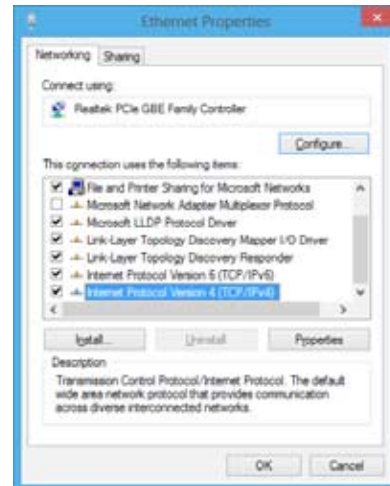 Ethernet Properties
Networking Sharing
Connect using:
Realtek PCIe GBE Family Controller
Configure...
This connection uses the following items:
File and Printer Sharing for Microsoft Networks
Microsoft Network Adapter Multiplexor Protocol
Microsoft LLDP Protocol Driver
Link-Layer Topology Discovery Mapper I/O Driver
Link-Layer Topology Discovery Responder
Internet Protocol Version 6 (TCP/IPv6)
Internet Protocol Version 4 (TCP/IPv4)
Install... Uninstall Properties
Description
Transmission Control Protocol/Internet Protocol. The default
wide area network protocol that provides communication
across diverse interconnected networks.
OK Cancel